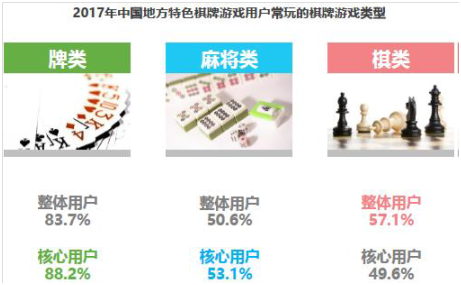 2017年中国地方特色棋牌游戏用户常玩的棋牌游戏类型
牌类 麻将类 棋类
整体用户 整体用户 整体用户
83.7% 50.6% 57.1%
核心用户 核心用户 核心用户
88.2% 53.1% 49.6%